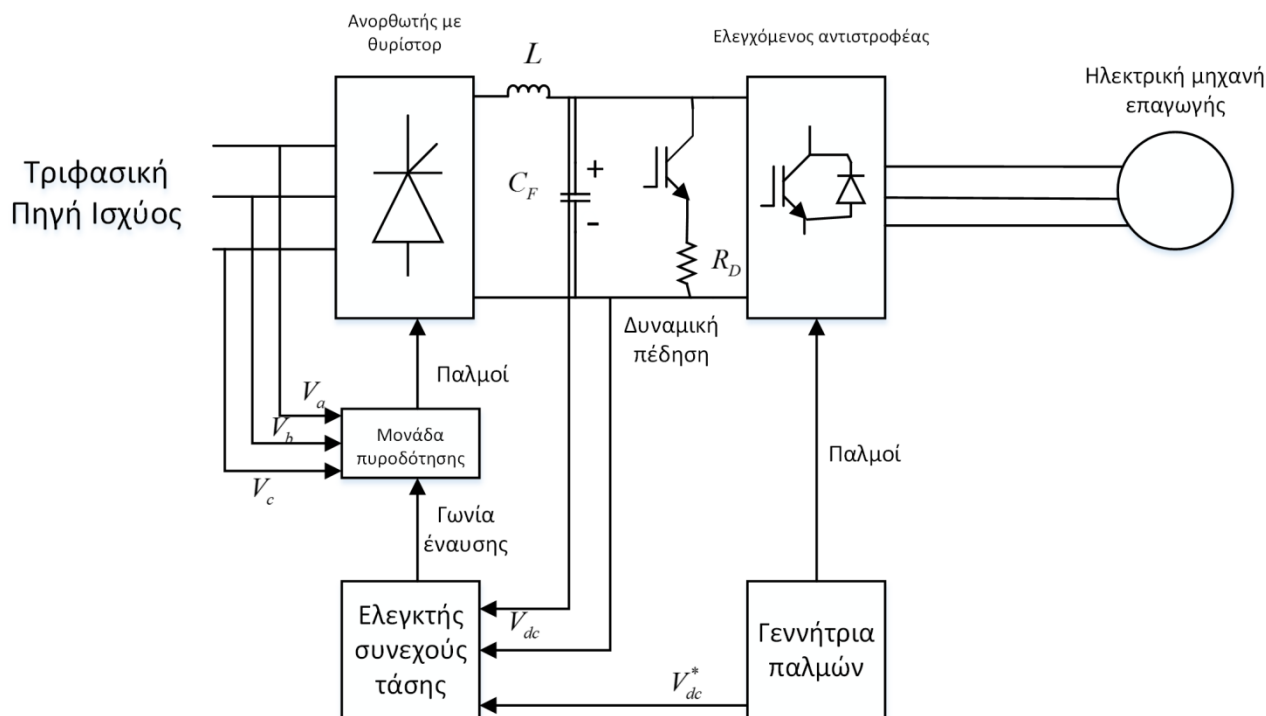 Ανορθωτής με
θυρίστορ
Ελεγχόμενος αντιστροφέας
Ηλεκτρική μηχανή
επαγωγής
L
Τριφασική
Πηγή Ισχύος
C_F
+
-
R_D
Δυναμική
πέδηση
Παλμοί
V_a
V_b
V_c
Μονάδα
πυροδότησης
Παλμοί
Γωνία
έναυσης
Ελεγκτής
συνεχούς
τάσης
V_dc
V*_dc
Γεννήτρια
παλμών